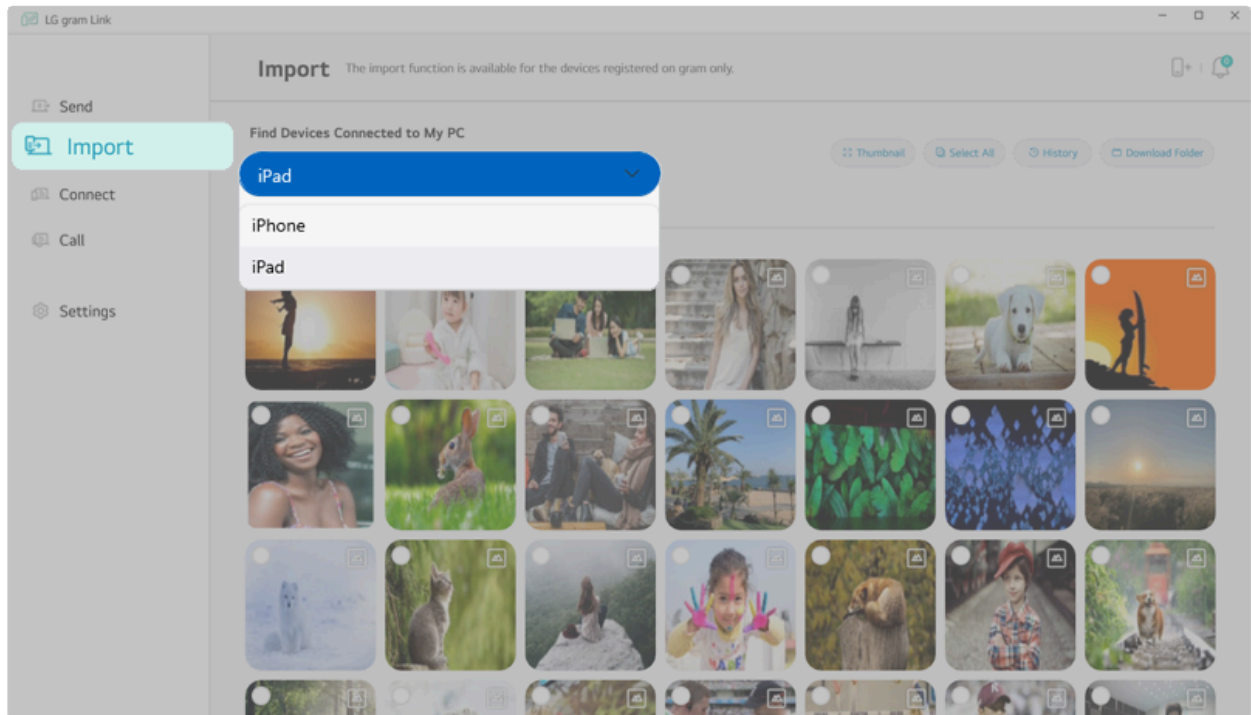 LG gram Link
Import The import function is available for the devices registered on gram only.
Send
Import
Connect
Call
Settings
Find Devices Connected to My PC
Thumbnail Select All History Download Folder
iPad
iPhone
iPad